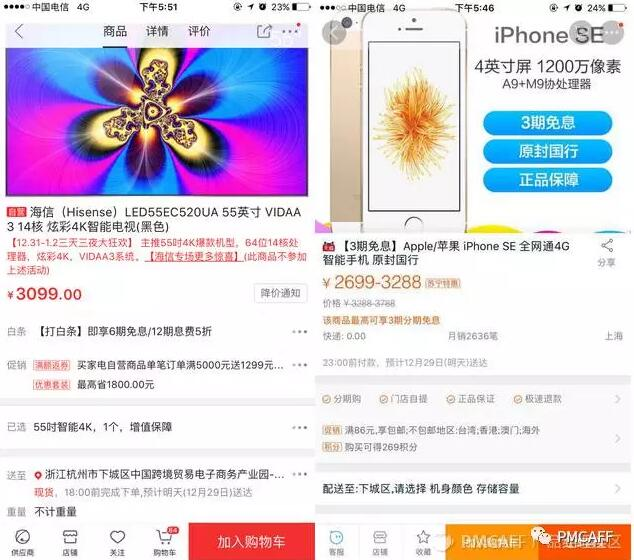 中国电信 4G 下午5:51 23%
商品 详情 评价
自营 海信（Hisense）LED55EC520UA 55英寸 VIDAA
3 14核 炫彩4K智能电视(黑色)
【12.31-1.2三天三夜大狂欢】 主推55吋4K爆款机型，64位14核处
理器，炫彩4K，VIDAA3系统。【海信专场更多惊喜】(此商品不参加
上述活动)
¥3099.00 降价通知
白条 【打白条】即享6期免息/12期息费5折
促销 满额返券 买家电自营商品单笔订单满5000元送1299元...
优惠套装 最高省1800.00元
已选 55吋智能4K，1个，增值保障
送至 浙江杭州市下城区中国跨境贸易电子商务产业园-...
现货，18:00前完成下单,预计明天(12月29日)送达
重量 不计重量
供应商 店铺 关注 购物车 84 加入购物车
中国电信 4G 下午5:46 24%
iPhone SE
4英寸屏 1200万像素
A9+M9协处理器
3期免息
原封国行
正品保障
天猫 【3期免息】Apple/苹果 iPhone SE 全网通4G
智能手机 原封国行
分享
¥2699-3288 苏宁特惠
价格 ¥3288-3788
该商品最高可享3期分期免息
快递: 0.00 月销2636笔 上海
23:00前付款，预计12月29日(明天)送达
分期购 门店自提 正品保证 极速退款
促销 满86元,享包邮;不包邮地区:台湾;香港;澳门;海外
积分 购买可得269积分
配送至:下城区,请选择 机身颜色 存储容量
客服 店铺 收藏
PMCAFF